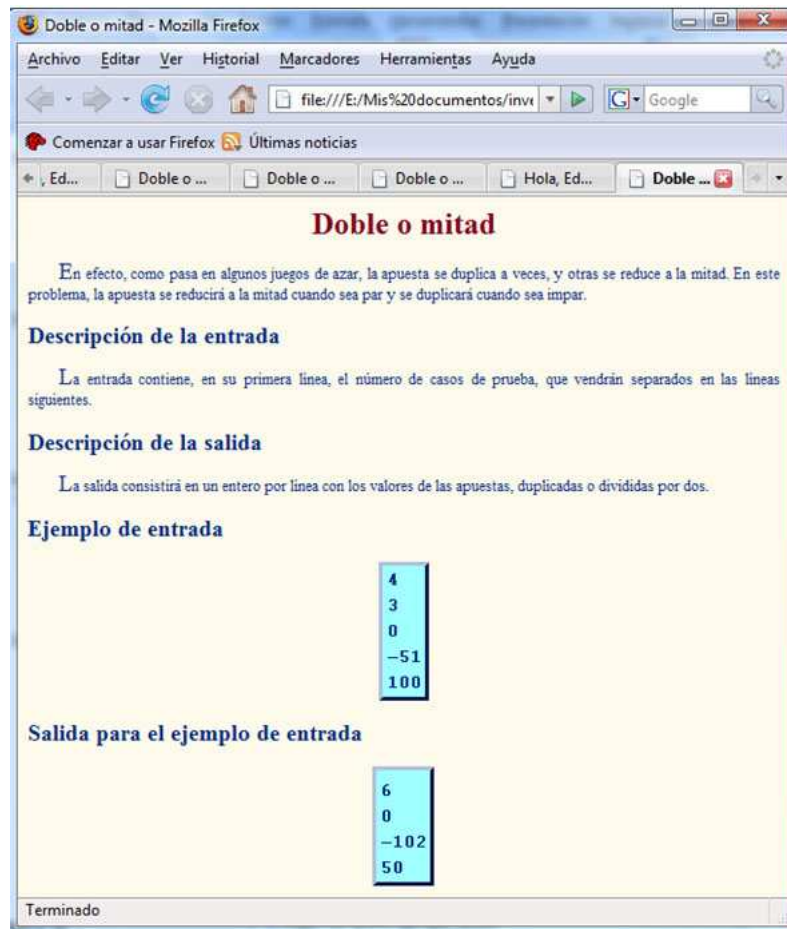 Doble o mitad - Mozilla Firefox
Archivo Editar Ver Historial Marcadores Herramientas Ayuda
file:///E:/Mis%20documentos/inve G Google
Comenzar a usar Firefox Últimas noticias
, Ed... Doble o ... Doble o ... Doble o ... Hola, Ed... Doble ...
Doble o mitad
En efecto, como pasa en algunos juegos de azar, la apuesta se duplica a veces, y otras se reduce a la mitad. En este
problema, la apuesta se reducirá a la mitad cuando sea par y se duplicará cuando sea impar.
Descripción de la entrada
La entrada contiene, en su primera línea, el número de casos de prueba, que vendrán separados en las líneas
siguientes.
Descripción de la salida
La salida consistirá en un entero por línea con los valores de las apuestas, duplicadas o divididas por dos.
Ejemplo de entrada
4
3
0
-51
100
Salida para el ejemplo de entrada
6
0
-102
50
Terminado